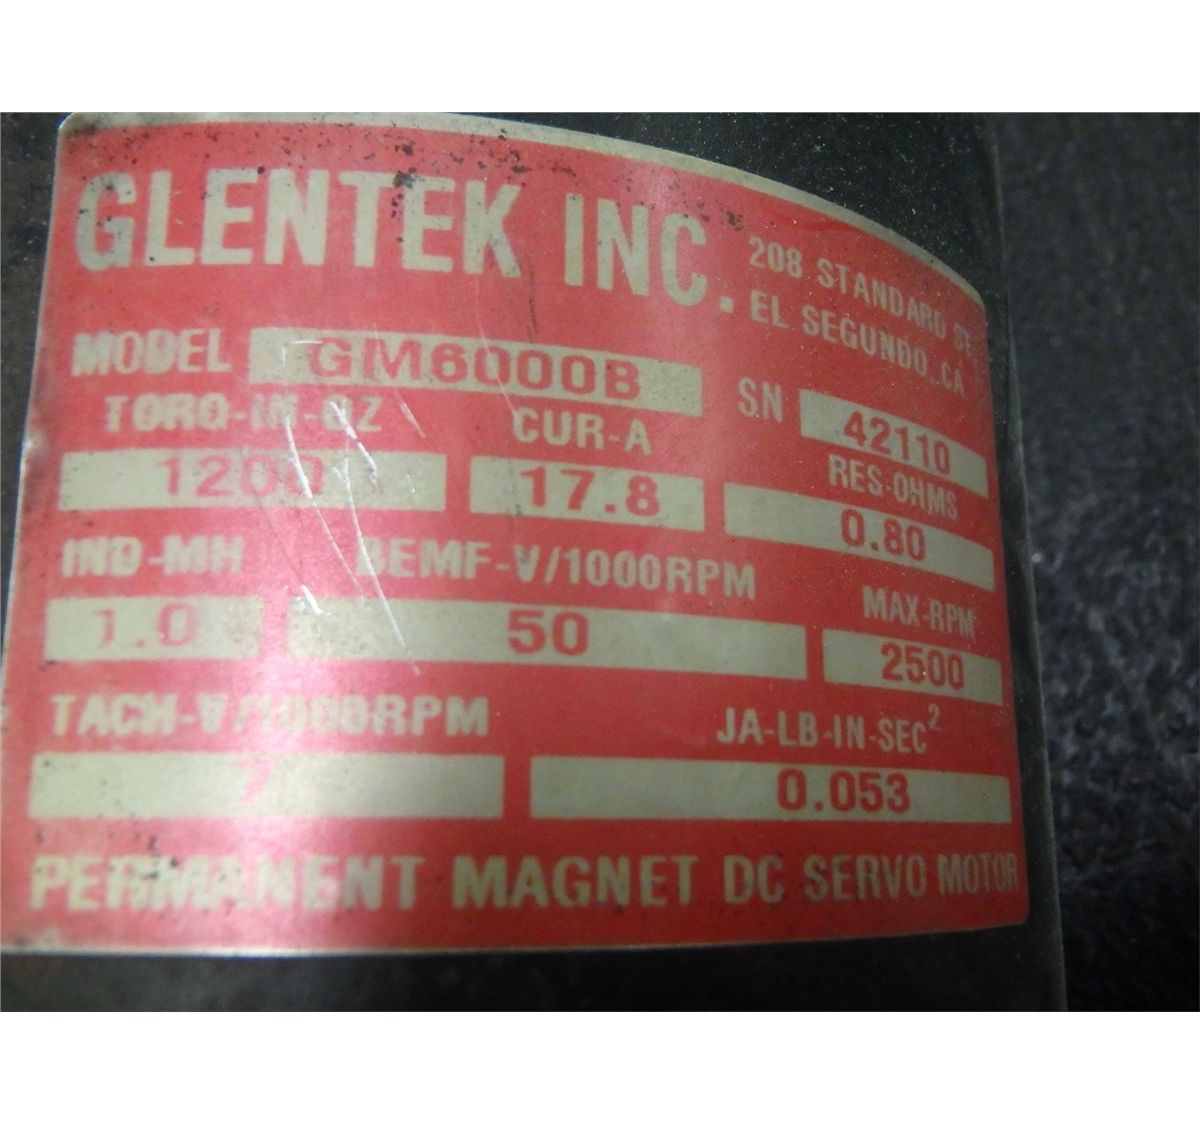 GLENTEK INC. 208 STANDARD ST.
EL SEGUNDO, CA
MODEL GM6000B SN 42110
TORQ-IN-OZ CUR-A RES-OHMS
1200 17.8 0.80
IND-MH BEMF-V/1000RPM MAX-RPM
1.0 50 2500
TACH-V/1000RPM JA-LB-IN-SEC²
7 0.053
PERMANENT MAGNET DC SERVO MOTOR